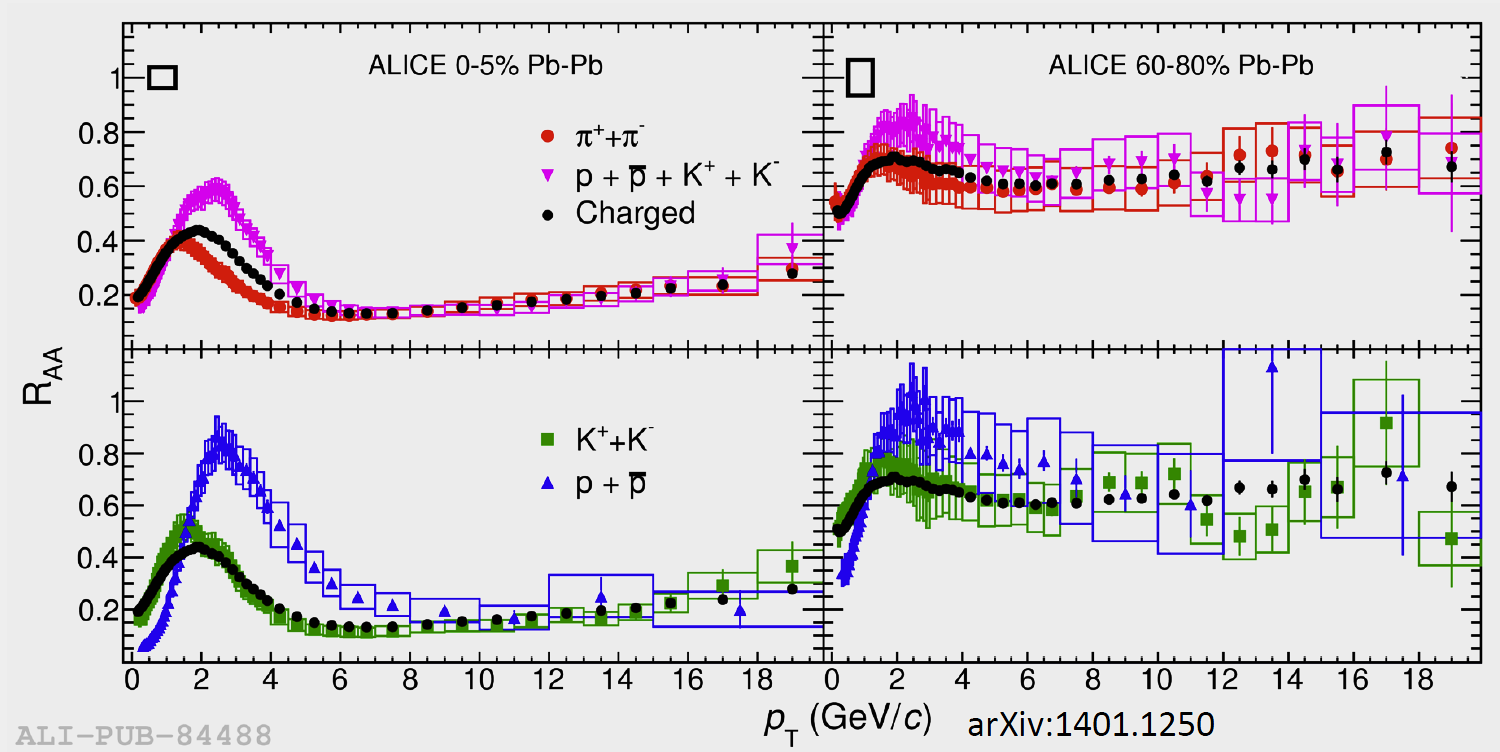 ALICE 0-5% Pb-Pb
ALICE 60-80% Pb-Pb
π⁺+π⁻
p + p̅ + K⁺ + K⁻
Charged
1
0.8
0.6
0.4
0.2
R_AA
K⁺+K⁻
p + p̅
1
0.8
0.6
0.4
0.2
0 2 4 6 8 10 12 14 16 18 0 2 4 6 8 10 12 14 16 18
p_T (GeV/c) arXiv:1401.1250
ALI-PUB-84488